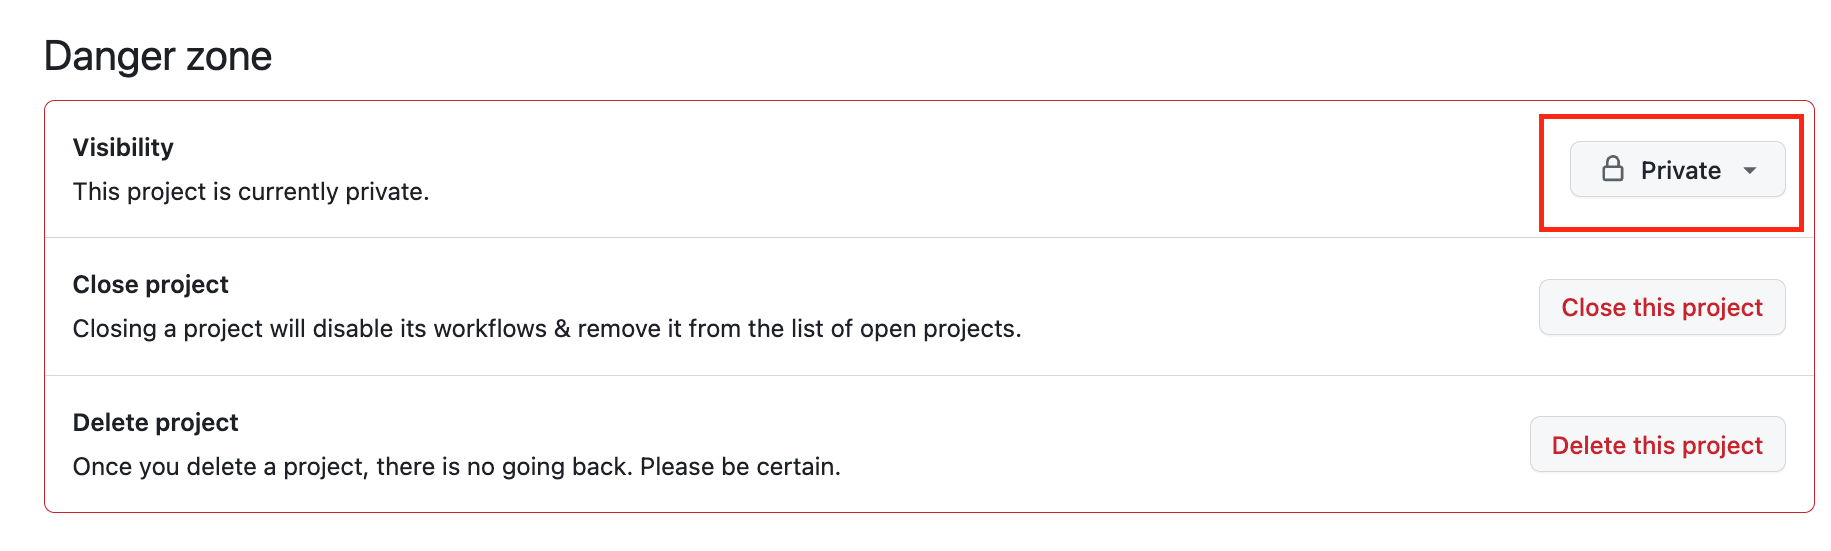 Danger zone
Visibility
This project is currently private.
Private
Close project
Closing a project will disable its workflows & remove it from the list of open projects.
Close this project
Delete project
Once you delete a project, there is no going back. Please be certain.
Delete this project